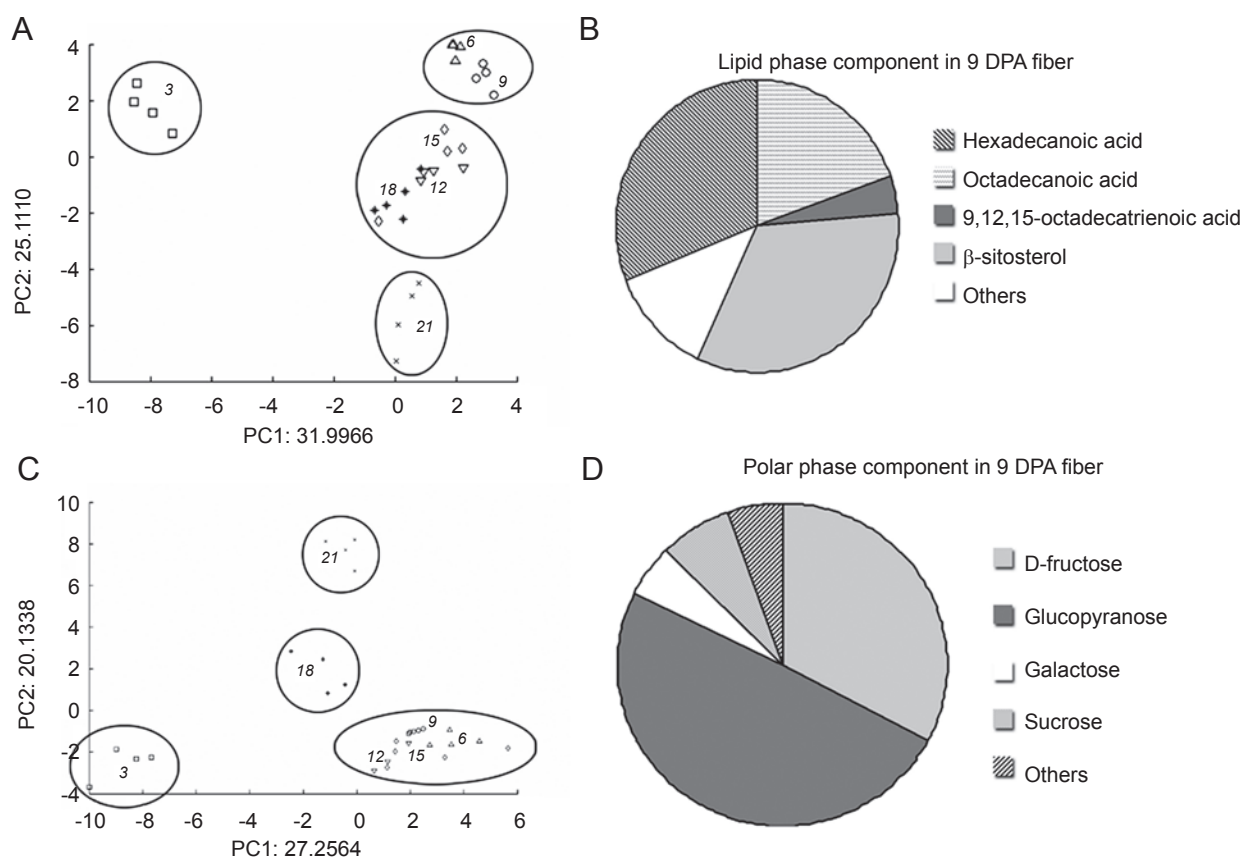 A
4
2
0
-2
-4
-6
-8
PC2: 25.1110
3
6
9
15
18
12
21
-10 -8 -6 -4 -2 0 2 4
PC1: 31.9966
B
Lipid phase component in 9 DPA fiber
Hexadecanoic acid
Octadecanoic acid
9,12,15-octadecatrienoic acid
β-sitosterol
Others
C
10
8
6
4
2
0
-2
-4
PC2: 20.1338
21
18
9
6
12
15
3
-10 -8 -6 -4 -2 0 2 4 6
PC1: 27.2564
D
Polar phase component in 9 DPA fiber
D-fructose
Glucopyranose
Galactose
Sucrose
Others